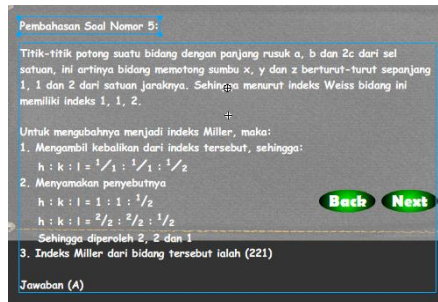 Pembahasan Soal Nomor 5:
Titik-titik potong suatu bidang dengan panjang rusuk a, b dan 2c dari sel
satuan, ini artinya bidang memotong sumbu x, y dan z berturut-turut sepanjang
1, 1 dan 2 dari satuan jaraknya. Sehingga menurut indeks Weiss bidang ini
memiliki indeks 1, 1, 2.
Untuk mengubahnya menjadi indeks Miller, maka:
1. Mengambil kebalikan dari indeks tersebut, sehingga:
h : k : l = ¹/₁ : ¹/₁ : ¹/₂
2. Menyamakan penyebutnya
h : k : l = 1 : 1 : ¹/₂
h : k : l = ²/₂ : ²/₂ : ¹/₂
Back Next
Sehingga diperoleh 2, 2 dan 1
3. Indeks Miller dari bidang tersebut ialah (221)
Jawaban (A)